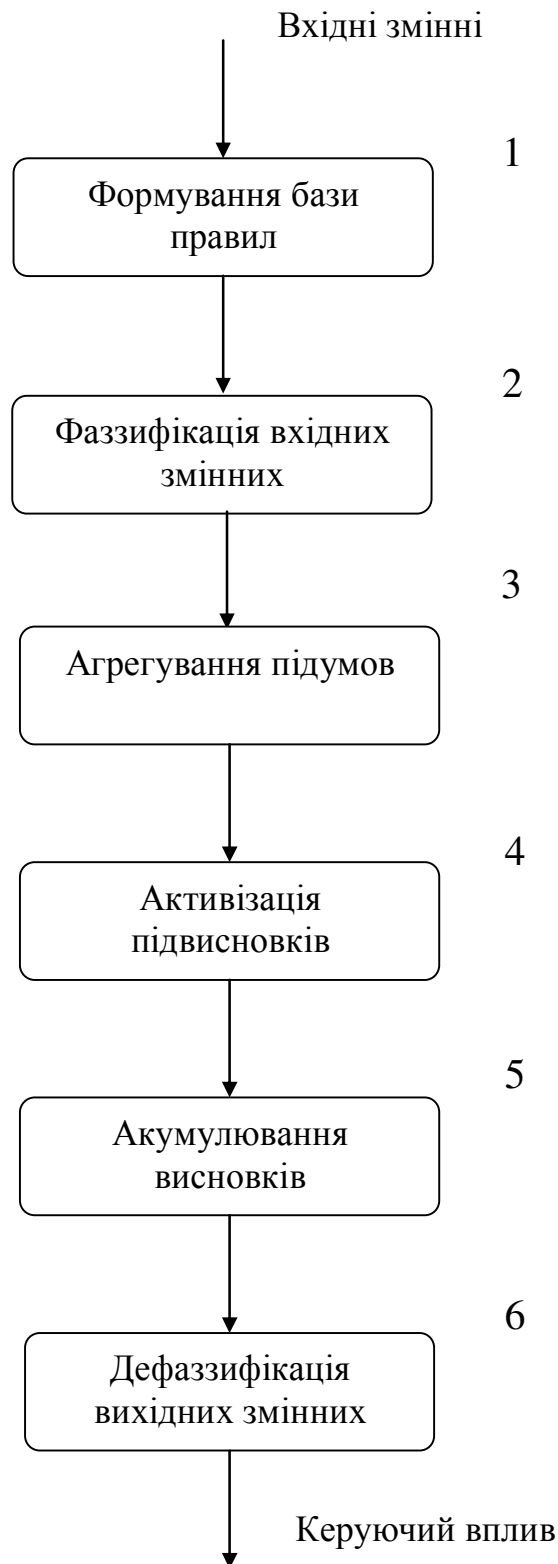 Вхідні змінні
1
Формування бази
правил
2
Фаззифікація вхідних
змінних
3
Агрегування підумов
4
Активізація
підвисновків
5
Акумулювання
висновків
6
Дефаззифікація
вихідних змінних
Керуючий вплив